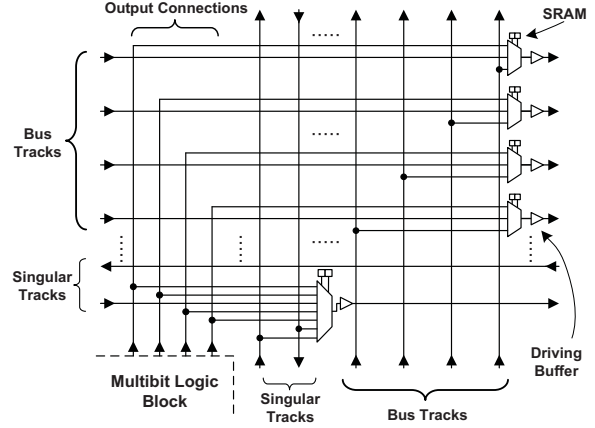 Output Connections
SRAM
Bus
Tracks
Singular
Tracks
Multibit Logic
Block
Singular
Tracks
Bus Tracks
Driving
Buffer